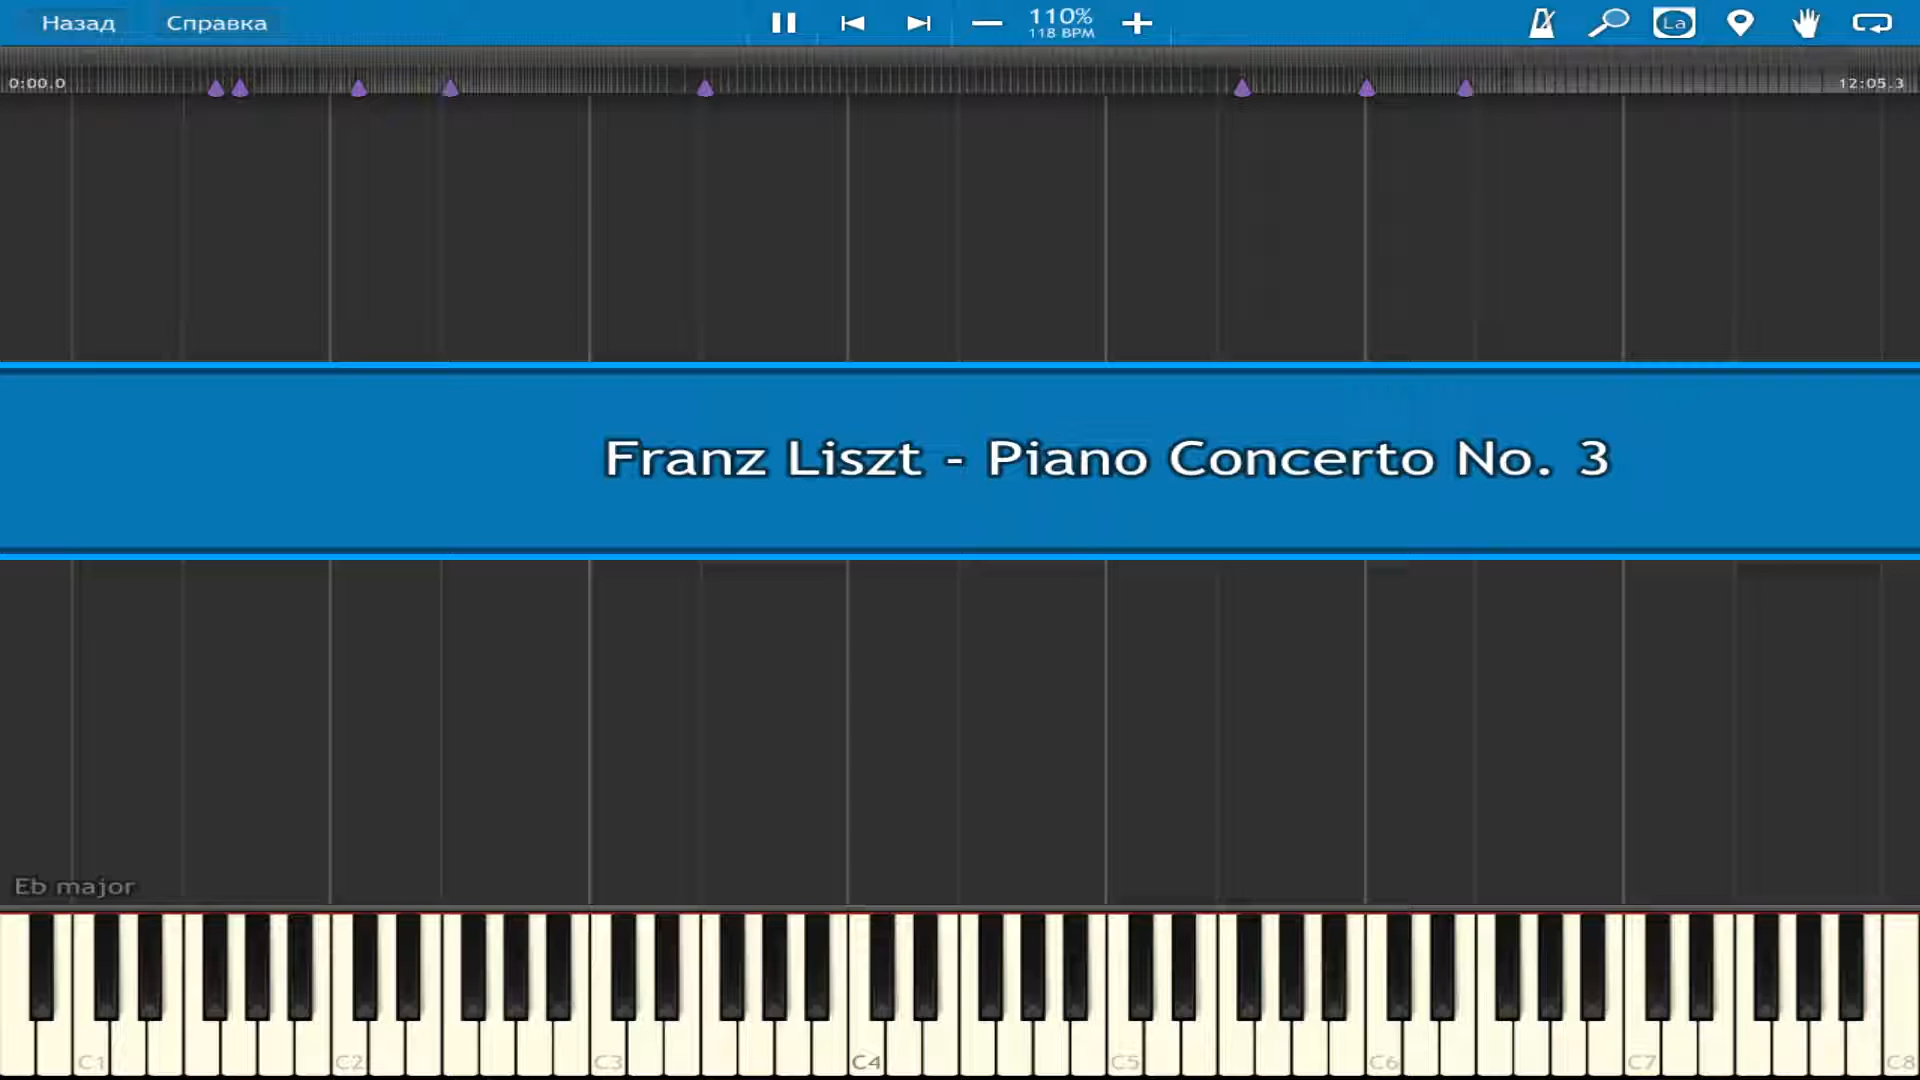 Назад Справка 110% La
118 BPM
0:00.0 12:05.3
Franz Liszt - Piano Concerto No. 3
Eb major
C1 C2 C3 C4 C5 C6 C7 C8